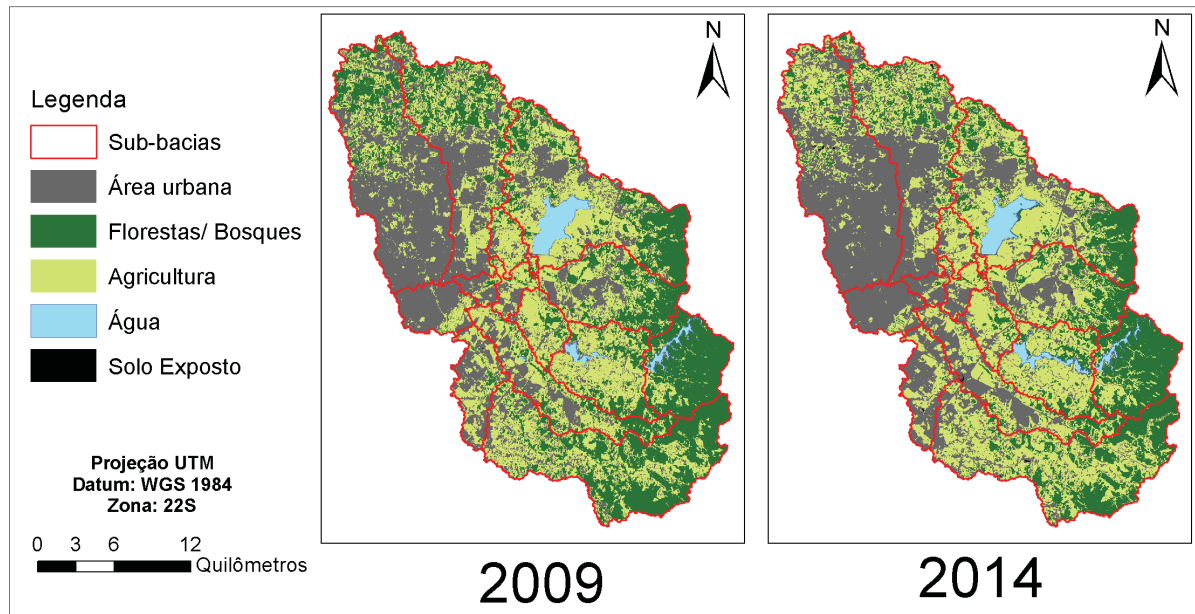 Legenda
Sub-bacias
Área urbana
Florestas/ Bosques
Agricultura
Água
Solo Exposto
Projeção UTM
Datum: WGS 1984
Zona: 22S
0 3 6 12
Quilômetros
N
2009
N
2014